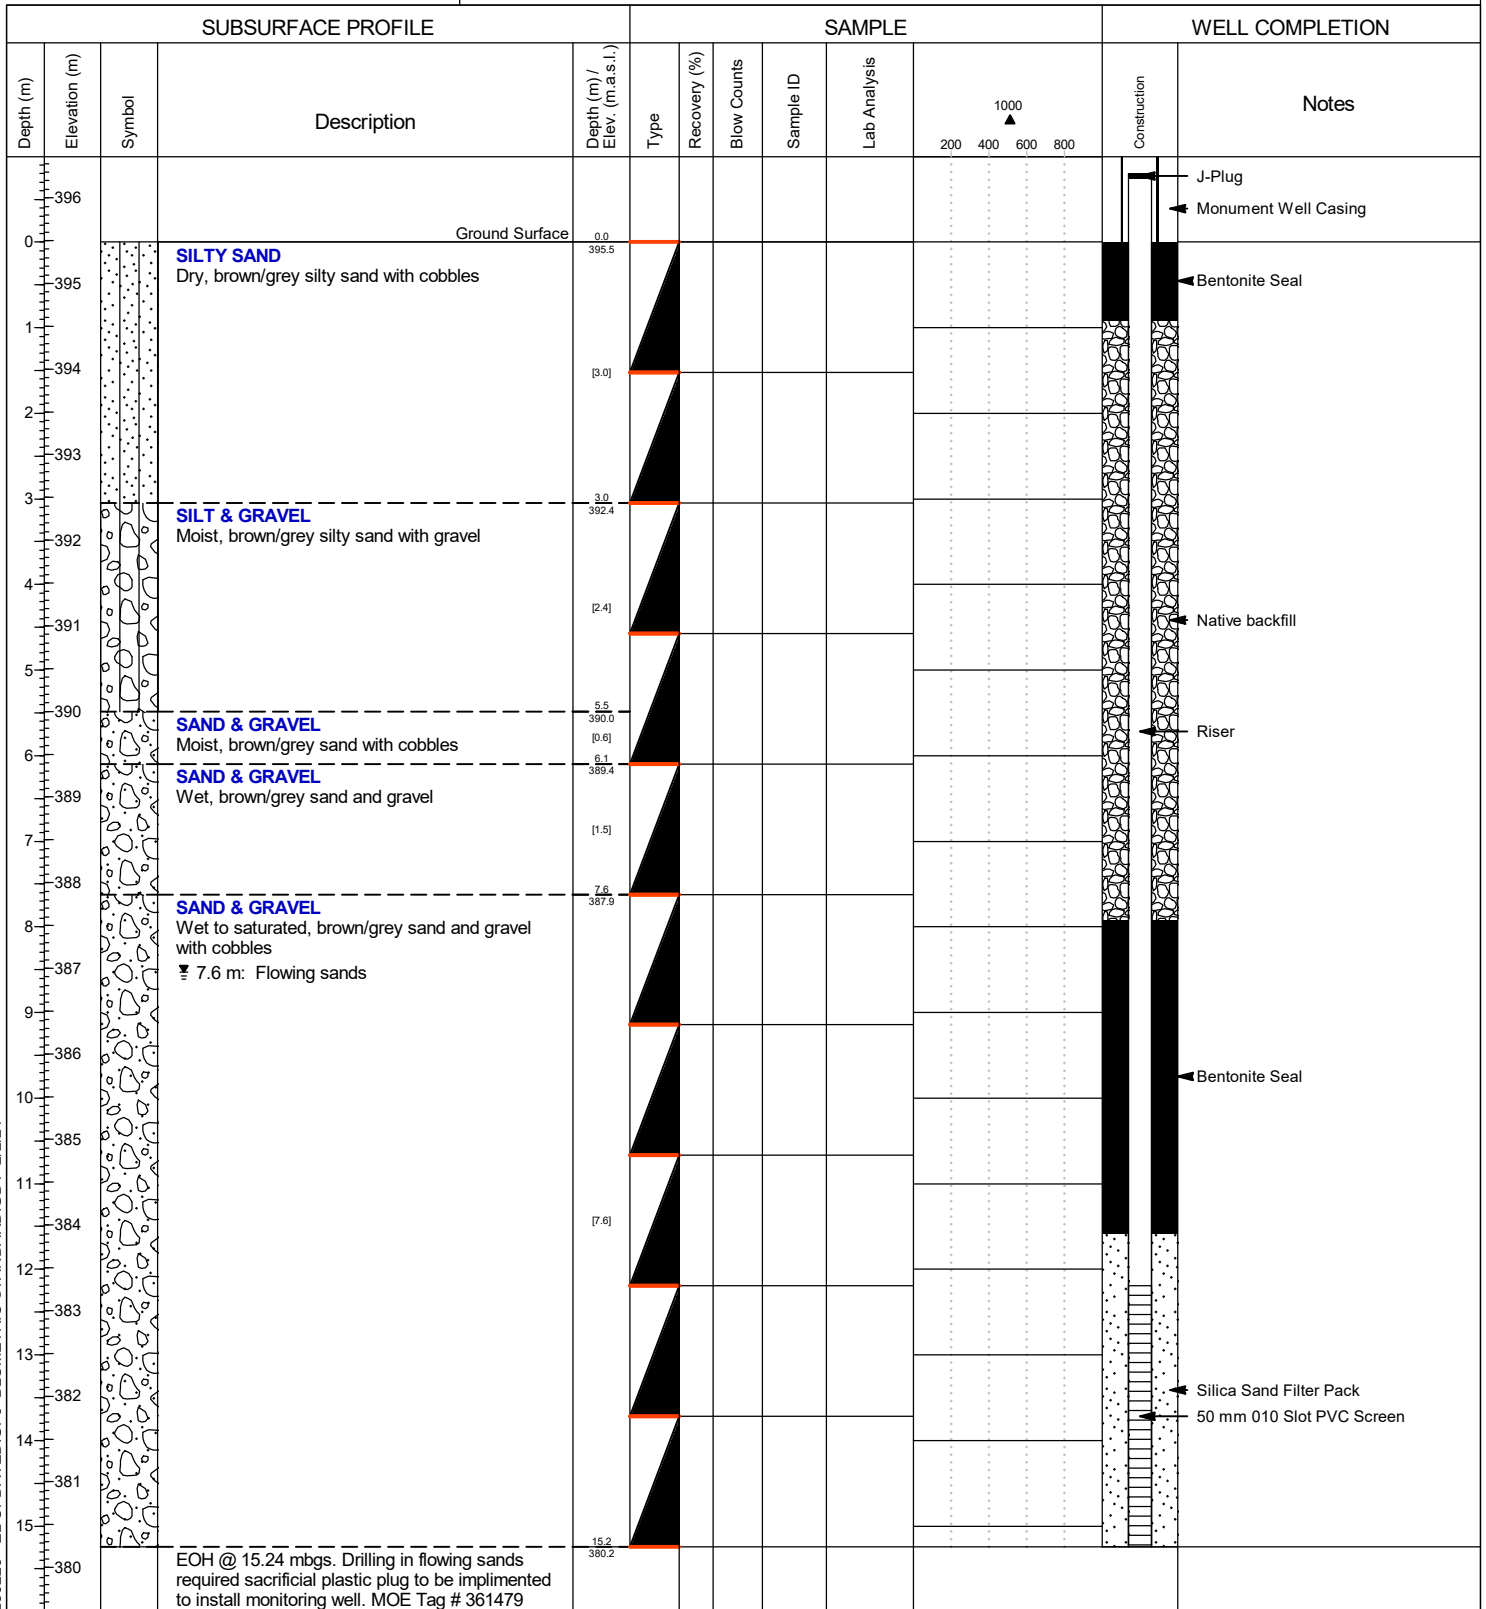 SUBSURFACE PROFILE
SAMPLE
WELL COMPLETION
Depth (m)
Elevation (m)
Symbol
Description
Depth (m) /
Elev. (m.a.s.l.)
Type
Recovery (%)
Blow Counts
Sample ID
Lab Analysis
1000
200 400 600 800
Construction
Notes
396
J-Plug
Monument Well Casing
Ground Surface
0.0
0
395.5
SILTY SAND
Dry, brown/grey silty sand with cobbles
395
Bentonite Seal
1
394
[3.0]
2
393
3
3.0
392.4
SILT & GRAVEL
Moist, brown/grey silty sand with gravel
392
4
[2.4]
391
Native backfill
5
5.5
390
390.0
SAND & GRAVEL
Moist, brown/grey sand with cobbles
[0.6]
Riser
6
6.1
389.4
SAND & GRAVEL
Wet, brown/grey sand and gravel
389
[1.5]
7
388
7.6
387.9
SAND & GRAVEL
Wet to saturated, brown/grey sand and gravel
with cobbles
8
387
7.6 m: Flowing sands
9
386
Bentonite Seal
10
385
11
384
[7.6]
12
383
13
382
Silica Sand Filter Pack
50 mm 010 Slot PVC Screen
14
381
15
15.2
380.2
380
EOH @ 15.24 mbgs. Drilling in flowing sands
required sacrificial plastic plug to be implimented
to install monitoring well. MOE Tag # 361479